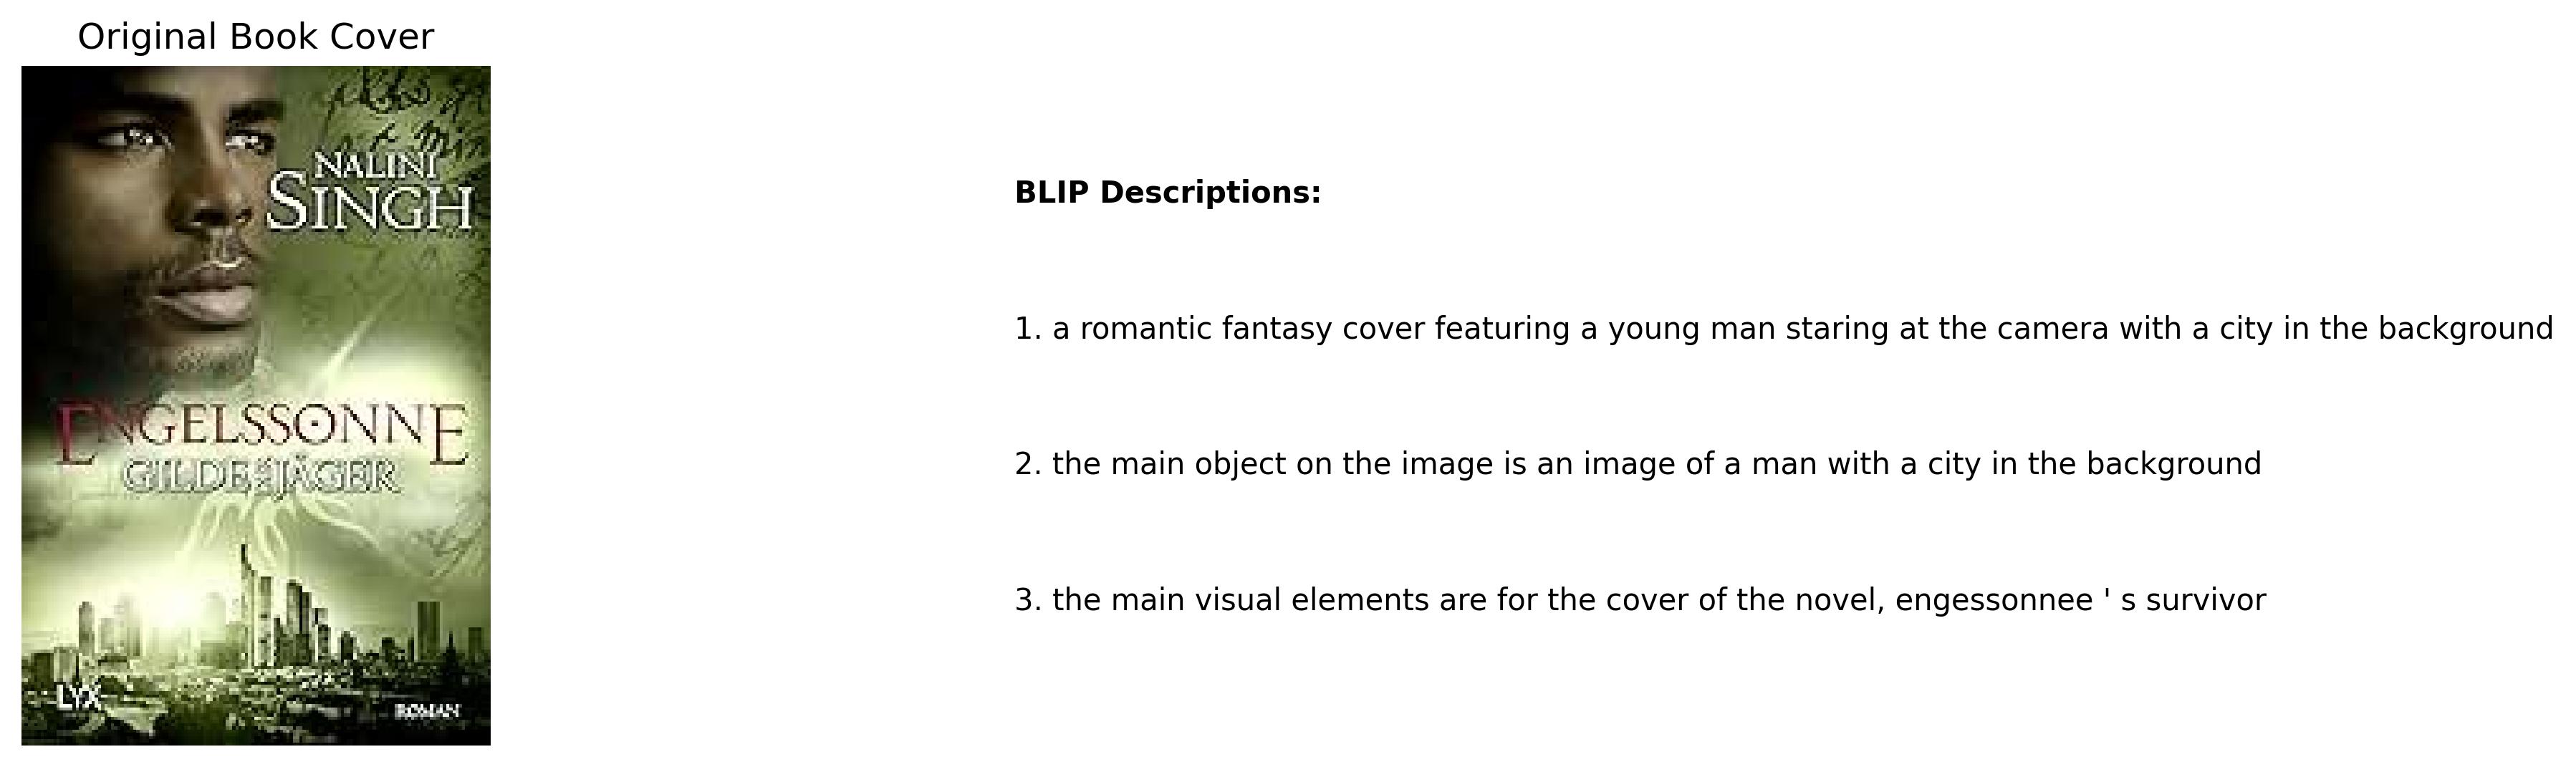 Original Book Cover
NALINI
SINGH
ENGELSSONNE
GILDE DER JÄGER
LYX
ROMAN
BLIP Descriptions:
1. a romantic fantasy cover featuring a young man staring at the camera with a city in the background
2. the main object on the image is an image of a man with a city in the background
3. the main visual elements are for the cover of the novel, engessonnee ' s survivor